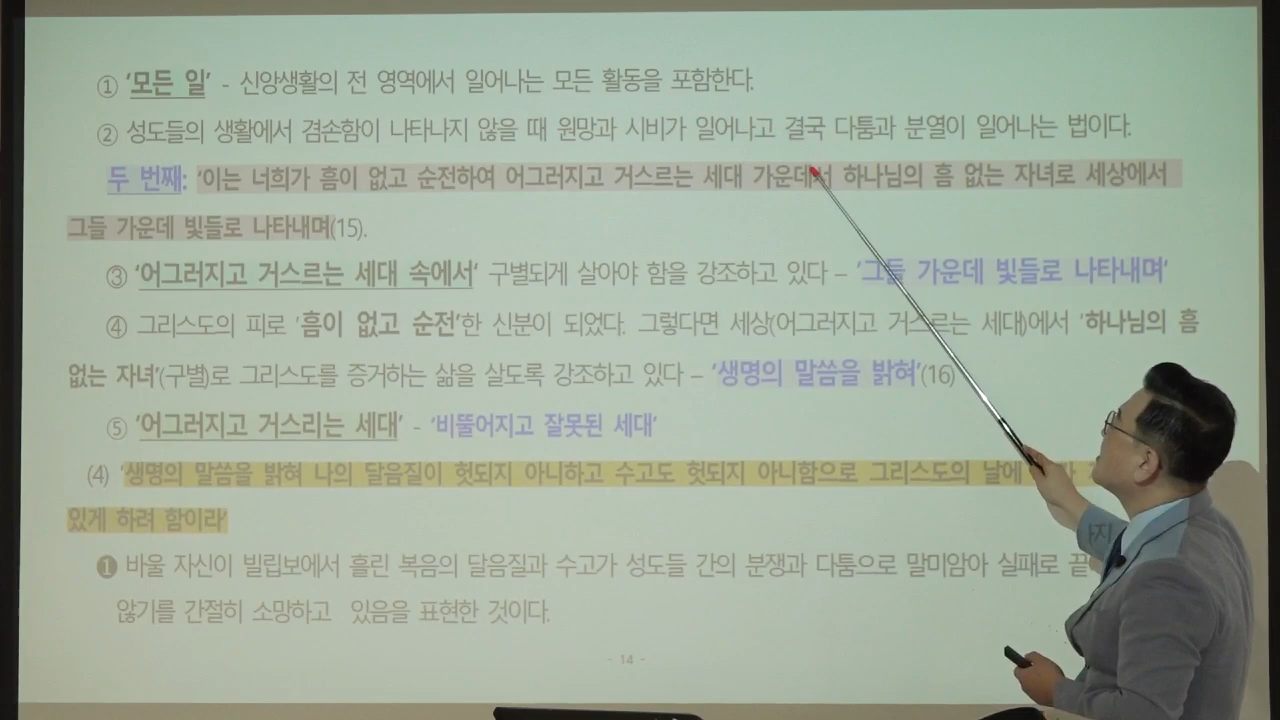 ① '모든 일' - 신앙생활의 전 영역에서 일어나는 모든 활동을 포함한다.
② 성도들의 생활에서 겸손함이 나타나지 않을 때 원망과 시비가 일어나고 결국 다툼과 분열이 일어나는 법이다.
두 번째: '이는 너희가 흠이 없고 순전하여 어그러지고 거스르는 세대 가운데서 하나님의 흠 없는 자녀로 세상에서
그들 가운데 빛들로 나타내며(15).
③ '어그러지고 거스르는 세대 속에서' 구별되게 살아야 함을 강조하고 있다 – '그들 가운데 빛들로 나타내며'
④ 그리스도의 피로 '흠이 없고 순전'한 신분이 되었다. 그렇다면 세상(어그러지고 거스르는 세대)에서 '하나님의 흠
없는 자녀'(구별)로 그리스도를 증거하는 삶을 살도록 강조하고 있다 – '생명의 말씀을 밝혀'(16)
⑤ '어그러지고 거스리는 세대' - '비뚤어지고 잘못된 세대'
(4) '생명의 말씀을 밝혀 나의 달음질이 헛되지 아니하고 수고도 헛되지 아니함으로 그리스도의 날에
있게 하려 함이라'
❶ 바울 자신이 빌립보에서 흘린 복음의 달음질과 수고가 성도들 간의 분쟁과 다툼으로 말미암아 실패로
않기를 간절히 소망하고 있음을 표현한 것이다.
- 14 -